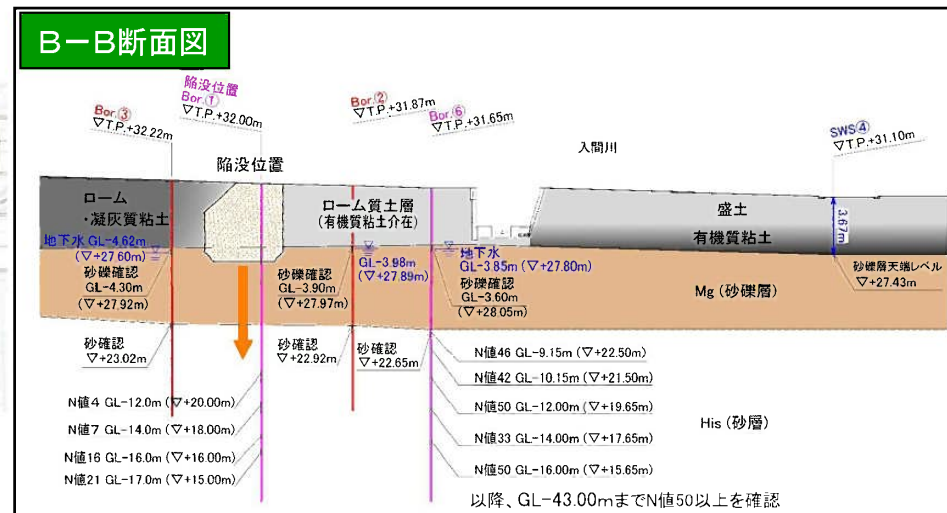 B－B断面図
陥没位置
Bor.①
▽T.P.+32.00m
Bor.③
▽T.P.+32.22m
Bor.②
▽T.P.+31.87m
Bor.⑥
▽T.P.+31.65m
SWS④
▽T.P.+31.10m
入間川
陥没位置
ローム
・凝灰質粘土
ローム質土層
(有機質粘土介在)
盛土
有機質粘土
3.67m
地下水 GL-4.62m
(▽+27.60m)
GL-3.98m
(▽+27.89m)
地下水
GL-3.85m(▽+27.80m)
砂礫確認
GL-4.30m
(▽+27.92m)
砂礫確認
GL-3.90m
(▽+27.97m)
砂礫確認
GL-3.60m
(▽+28.05m)
砂礫層天端レベル
▽+27.43m
Mg(砂礫層)
砂確認
▽+23.02m
砂確認
▽+22.92m
砂確認
▽+22.65m
N値4 GL-12.0m(▽+20.00m)
N値7 GL-14.0m(▽+18.00m)
N値16 GL-16.0m(▽+16.00m)
N値21 GL-17.0m(▽+15.00m)
N値46 GL-9.15m(▽+22.50m)
N値42 GL-10.15m(▽+21.50m)
N値50 GL-12.00m(▽+19.65m)
N値33 GL-14.00m(▽+17.65m)
N値50 GL-16.00m(▽+15.65m)
His(砂層)
以降、GL-43.00mまでN値50以上を確認